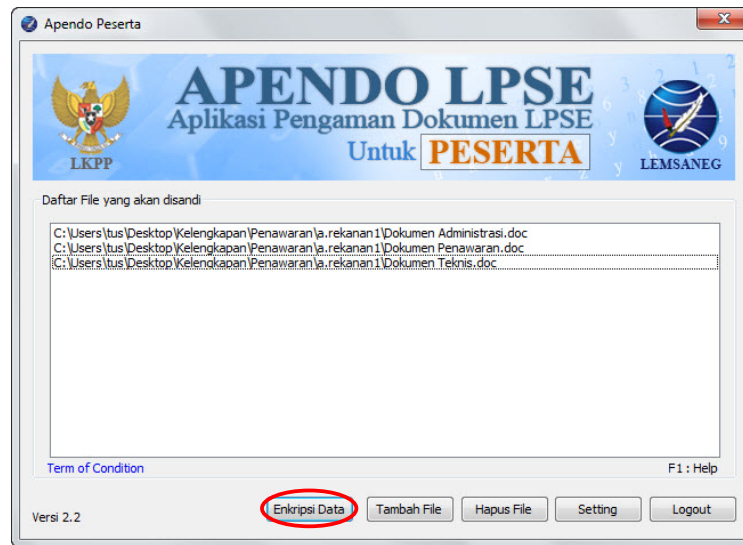 Apendo Peserta
APENDO LPSE
Aplikasi Pengaman Dokumen LPSE
Untuk PESERTA
LKPP
LEMSANEG
Daftar File yang akan disandi
C:\Users\tus\Desktop\Kelengkapan\Penawaran\a.rekanan1\Dokumen Administrasi.doc
C:\Users\tus\Desktop\Kelengkapan\Penawaran\a.rekanan1\Dokumen Penawaran.doc
C:\Users\tus\Desktop\Kelengkapan\Penawaran\a.rekanan1\Dokumen Teknis.doc
Term of Condition
F1 : Help
Versi 2.2
Enkripsi Data
Tambah File
Hapus File
Setting
Logout